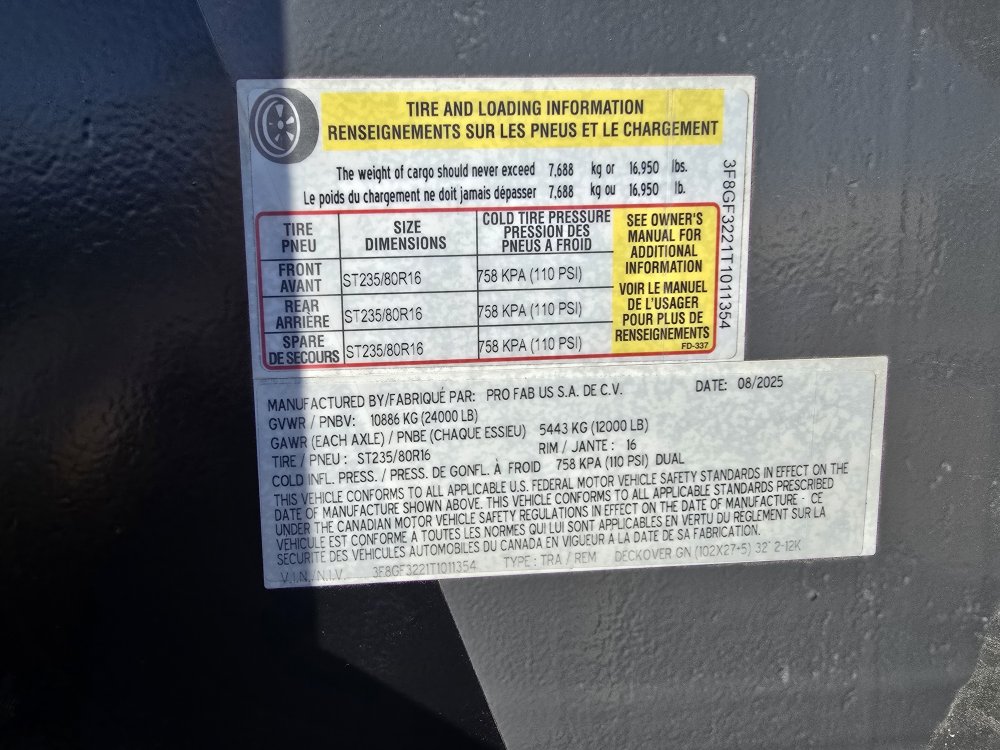 TIRE AND LOADING INFORMATION
RENSEIGNEMENTS SUR LES PNEUS ET LE CHARGEMENT
The weight of cargo should never exceed 7,688 kg or 16,950 lbs.
Le poids du chargement ne doit jamais dépasser 7,688 kg ou 16,950 lb.
TIRE
PNEU
SIZE
DIMENSIONS
COLD TIRE PRESSURE
PRESSION DES
PNEUS A FROID
FRONT
AVANT
ST235/80R16
758 KPA (110 PSI)
REAR
ARRIÈRE
ST235/80R16
758 KPA (110 PSI)
SPARE
DE SECOURS
ST235/80R16
758 KPA (110 PSI)
SEE OWNER'S
MANUAL FOR
ADDITIONAL
INFORMATION
VOIR LE MANUEL
DE L'USAGER
POUR PLUS DE
RENSEIGNEMENTS
FD-337
3F8GF3221T1011354
MANUFACTURED BY/FABRIQUÉ PAR: PRO FAB US S.A. DE C.V. DATE: 08/2025
GVWR / PNBV: 10886 KG (24000 LB)
GAWR (EACH AXLE) / PNBE (CHAQUE ESSIEU) 5443 KG (12000 LB)
TIRE / PNEU : ST235/80R16 RIM / JANTE : 16
COLD INFL. PRESS. / PRESS. DE GONFL. À FROID 758 KPA (110 PSI) DUAL
THIS VEHICLE CONFORMS TO ALL APPLICABLE U.S. FEDERAL MOTOR VEHICLE SAFETY STANDARDS IN EFFECT ON THE
DATE OF MANUFACTURE SHOWN ABOVE. THIS VEHICLE CONFORMS TO ALL APPLICABLE STANDARDS PRESCRIBED
UNDER THE CANADIAN MOTOR VEHICLE SAFETY REGULATIONS IN EFFECT ON THE DATE OF MANUFACTURE - CE
VÉHICULE EST CONFORME À TOUTES LES NORMES QUI LUI SONT APPLICABLES EN VERTU DU RÈGLEMENT SUR LA
SÉCURITÉ DES VÉHICULES AUTOMOBILES DU CANADA EN VIGUEUR À LA DATE DE SA FABRICATION.
V.I.N./N.I.V. 3F8GF3221T1011354 TYPE : TRA / REM DECKOVER GN (102X27+5) 32' 2-12K